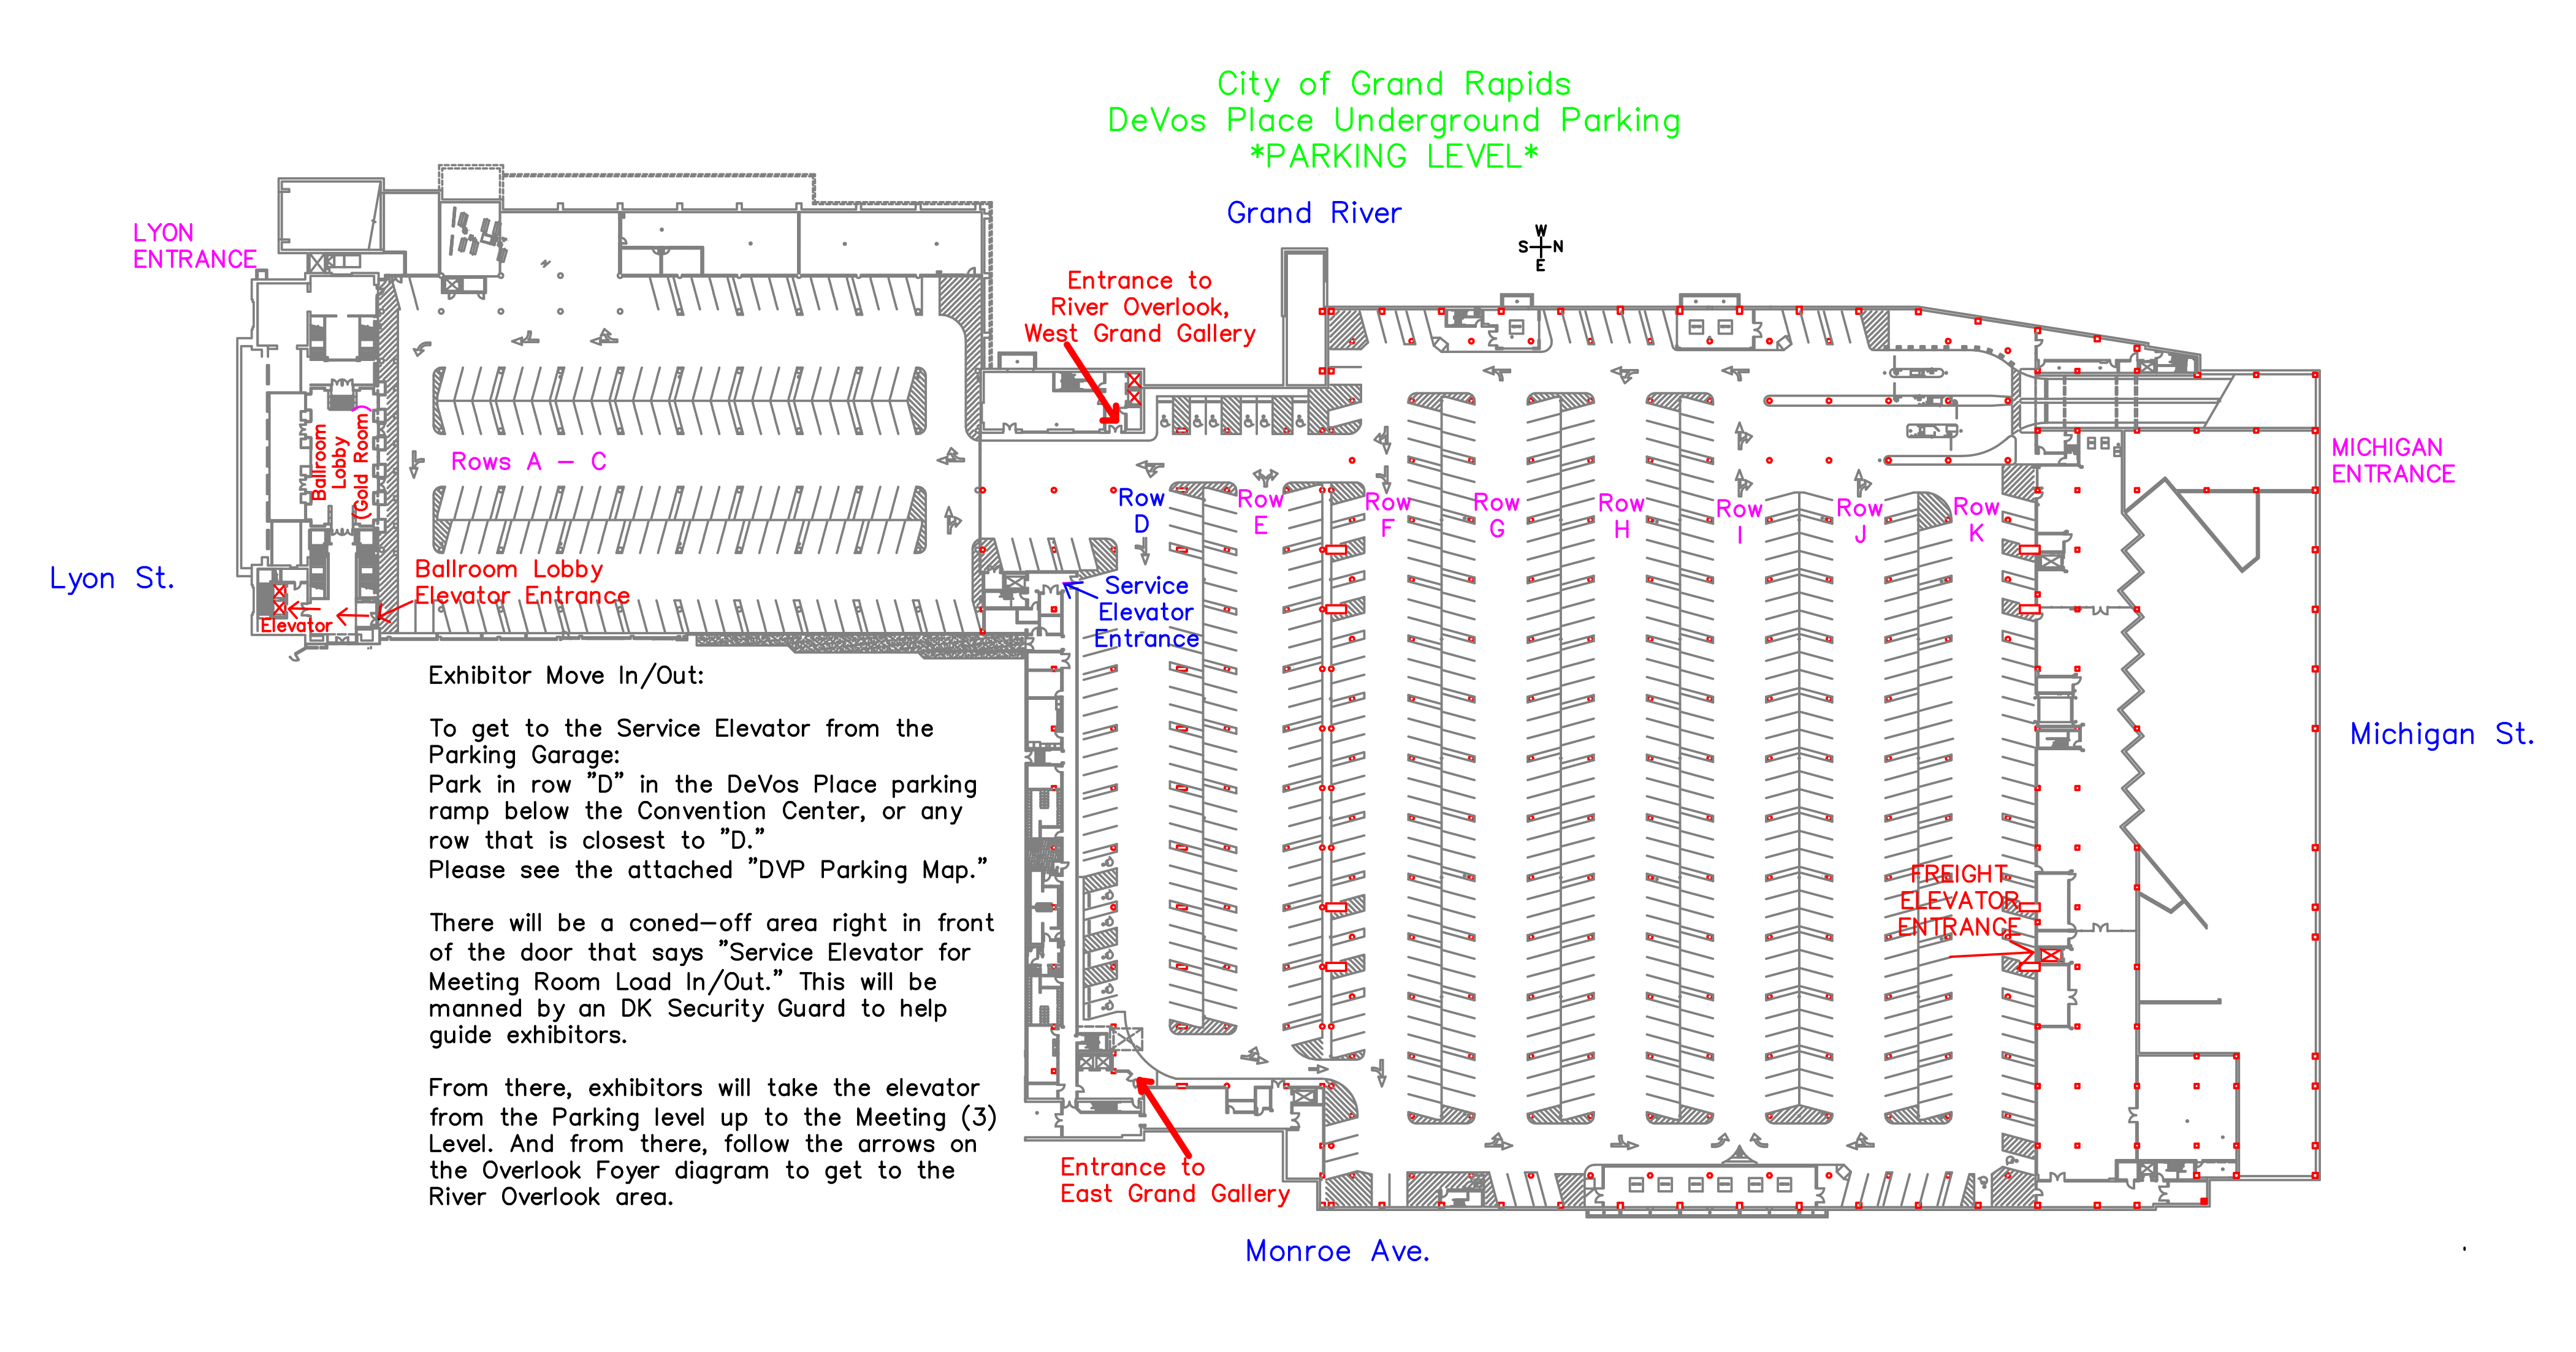 City of Grand Rapids
DeVos Place Underground Parking
*PARKING LEVEL*
Grand River
W
S N
E
LYON
ENTRANCE
Entrance to
River Overlook,
West Grand Gallery
Rows A - C
Ballroom
Lobby
(Gold Room)
Row
D
Row
E
Row
F
Row
G
Row
H
Row
I
Row
J
Row
K
MICHIGAN
ENTRANCE
Lyon St.
Ballroom Lobby
Elevator Entrance
Elevator
Service
Elevator
Entrance
Michigan St.
Exhibitor Move In/Out:
To get to the Service Elevator from the
Parking Garage:
Park in row "D" in the DeVos Place parking
ramp below the Convention Center, or any
row that is closest to "D."
Please see the attached "DVP Parking Map."
There will be a coned-off area right in front
of the door that says "Service Elevator for
Meeting Room Load In/Out." This will be
manned by an DK Security Guard to help
guide exhibitors.
From there, exhibitors will take the elevator
from the Parking level up to the Meeting (3)
Level. And from there, follow the arrows on
the Overlook Foyer diagram to get to the
River Overlook area.
FREIGHT
ELEVATOR
ENTRANCE
Entrance to
East Grand Gallery
Monroe Ave.